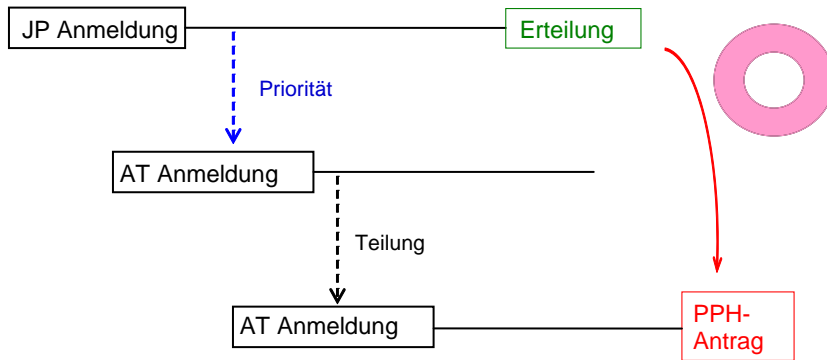 JP Anmeldung
Erteilung
Priorität
AT Anmeldung
Teilung
AT Anmeldung
PPH-
Antrag